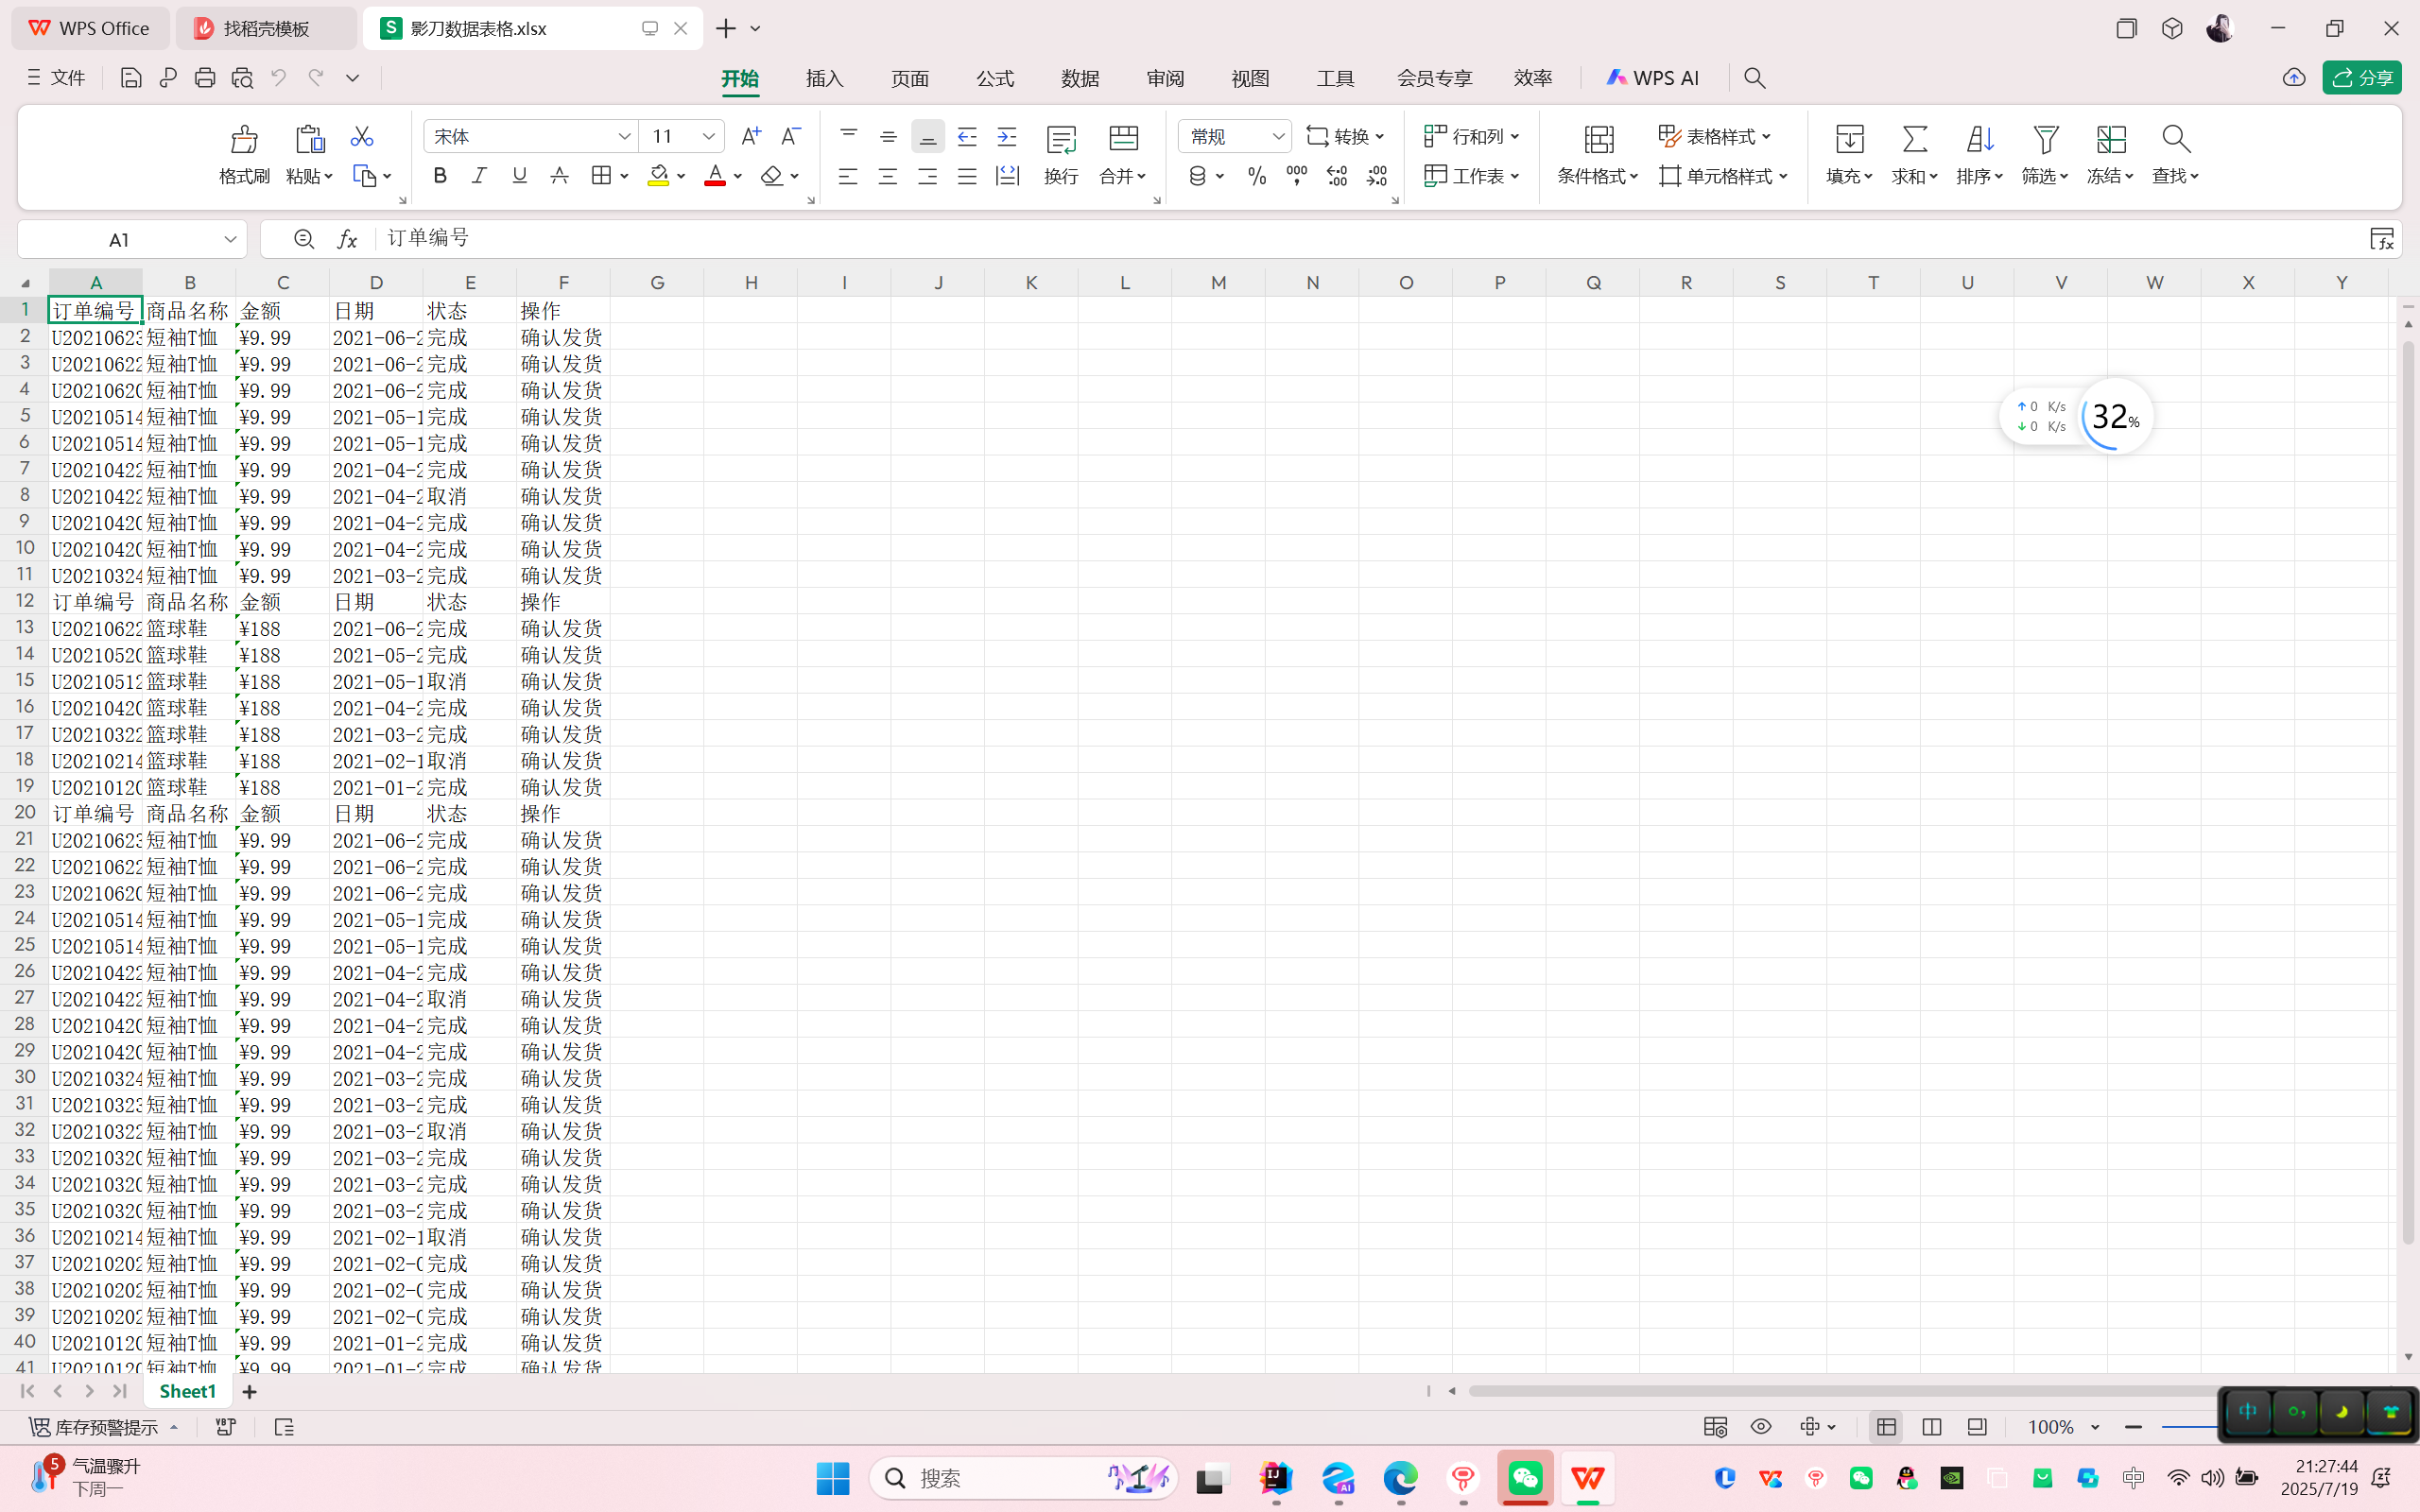 WPS Office 找稻壳模板 影刀数据表格.xlsx
文件 开始 插入 页面 公式 数据 审阅 视图 工具 会员专享 效率 WPS AI 分享
宋体 11 A+ A- 常规 转换 行和列 表格样式
格式刷 粘贴 B I U A A 换行 合并 % 工作表 条件格式 单元格样式 填充 求和 排序 筛选 冻结 查找
A1 fx 订单编号
A B C D E F G H I J K L M N O P Q R S T U V W X Y
1 订单编号 商品名称 金额 日期 状态 操作
2 U20210623 短袖T恤 ¥9.99 2021-06-2 完成 确认发货
3 U20210622 短袖T恤 ¥9.99 2021-06-2 完成 确认发货
4 U20210620 短袖T恤 ¥9.99 2021-06-2 完成 确认发货
5 U20210514 短袖T恤 ¥9.99 2021-05-1 完成 确认发货
6 U20210514 短袖T恤 ¥9.99 2021-05-1 完成 确认发货
7 U20210422 短袖T恤 ¥9.99 2021-04-2 完成 确认发货
8 U20210422 短袖T恤 ¥9.99 2021-04-2 取消 确认发货
9 U20210420 短袖T恤 ¥9.99 2021-04-2 完成 确认发货
10 U20210420 短袖T恤 ¥9.99 2021-04-2 完成 确认发货
11 U20210324 短袖T恤 ¥9.99 2021-03-2 完成 确认发货
12 订单编号 商品名称 金额 日期 状态 操作
13 U20210622 篮球鞋 ¥188 2021-06-2 完成 确认发货
14 U20210520 篮球鞋 ¥188 2021-05-2 完成 确认发货
15 U20210512 篮球鞋 ¥188 2021-05-1 取消 确认发货
16 U20210420 篮球鞋 ¥188 2021-04-2 完成 确认发货
17 U20210322 篮球鞋 ¥188 2021-03-2 完成 确认发货
18 U20210214 篮球鞋 ¥188 2021-02-1 取消 确认发货
19 U20210120 篮球鞋 ¥188 2021-01-2 完成 确认发货
20 订单编号 商品名称 金额 日期 状态 操作
21 U20210623 短袖T恤 ¥9.99 2021-06-2 完成 确认发货
22 U20210622 短袖T恤 ¥9.99 2021-06-2 完成 确认发货
23 U20210620 短袖T恤 ¥9.99 2021-06-2 完成 确认发货
24 U20210514 短袖T恤 ¥9.99 2021-05-1 完成 确认发货
25 U20210514 短袖T恤 ¥9.99 2021-05-1 完成 确认发货
26 U20210422 短袖T恤 ¥9.99 2021-04-2 完成 确认发货
27 U20210422 短袖T恤 ¥9.99 2021-04-2 取消 确认发货
28 U20210420 短袖T恤 ¥9.99 2021-04-2 完成 确认发货
29 U20210420 短袖T恤 ¥9.99 2021-04-2 完成 确认发货
30 U20210324 短袖T恤 ¥9.99 2021-03-2 完成 确认发货
31 U20210323 短袖T恤 ¥9.99 2021-03-2 完成 确认发货
32 U20210322 短袖T恤 ¥9.99 2021-03-2 取消 确认发货
33 U20210320 短袖T恤 ¥9.99 2021-03-2 完成 确认发货
34 U20210320 短袖T恤 ¥9.99 2021-03-2 完成 确认发货
35 U20210320 短袖T恤 ¥9.99 2021-03-2 完成 确认发货
36 U20210214 短袖T恤 ¥9.99 2021-02-1 取消 确认发货
37 U20210202 短袖T恤 ¥9.99 2021-02-0 完成 确认发货
38 U20210202 短袖T恤 ¥9.99 2021-02-0 完成 确认发货
39 U20210202 短袖T恤 ¥9.99 2021-02-0 完成 确认发货
40 U20210120 短袖T恤 ¥9.99 2021-01-2 完成 确认发货
41 U20210120 短袖T恤 ¥9.99 2021-01-2 完成 确认发货
0 K/s
0 K/s
32%
Sheet1
库存预警提示 100% 中
5 气温骤升
下周一
搜索
中
21:27:44
2025/7/19